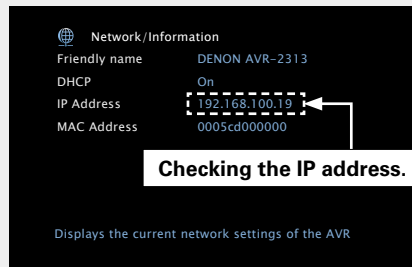 Network/Information
Friendly name DENON AVR-2313
DHCP On
IP Address 192.168.100.19
MAC Address 0005cd000000
Checking the IP address.
Displays the current network settings of the AVR